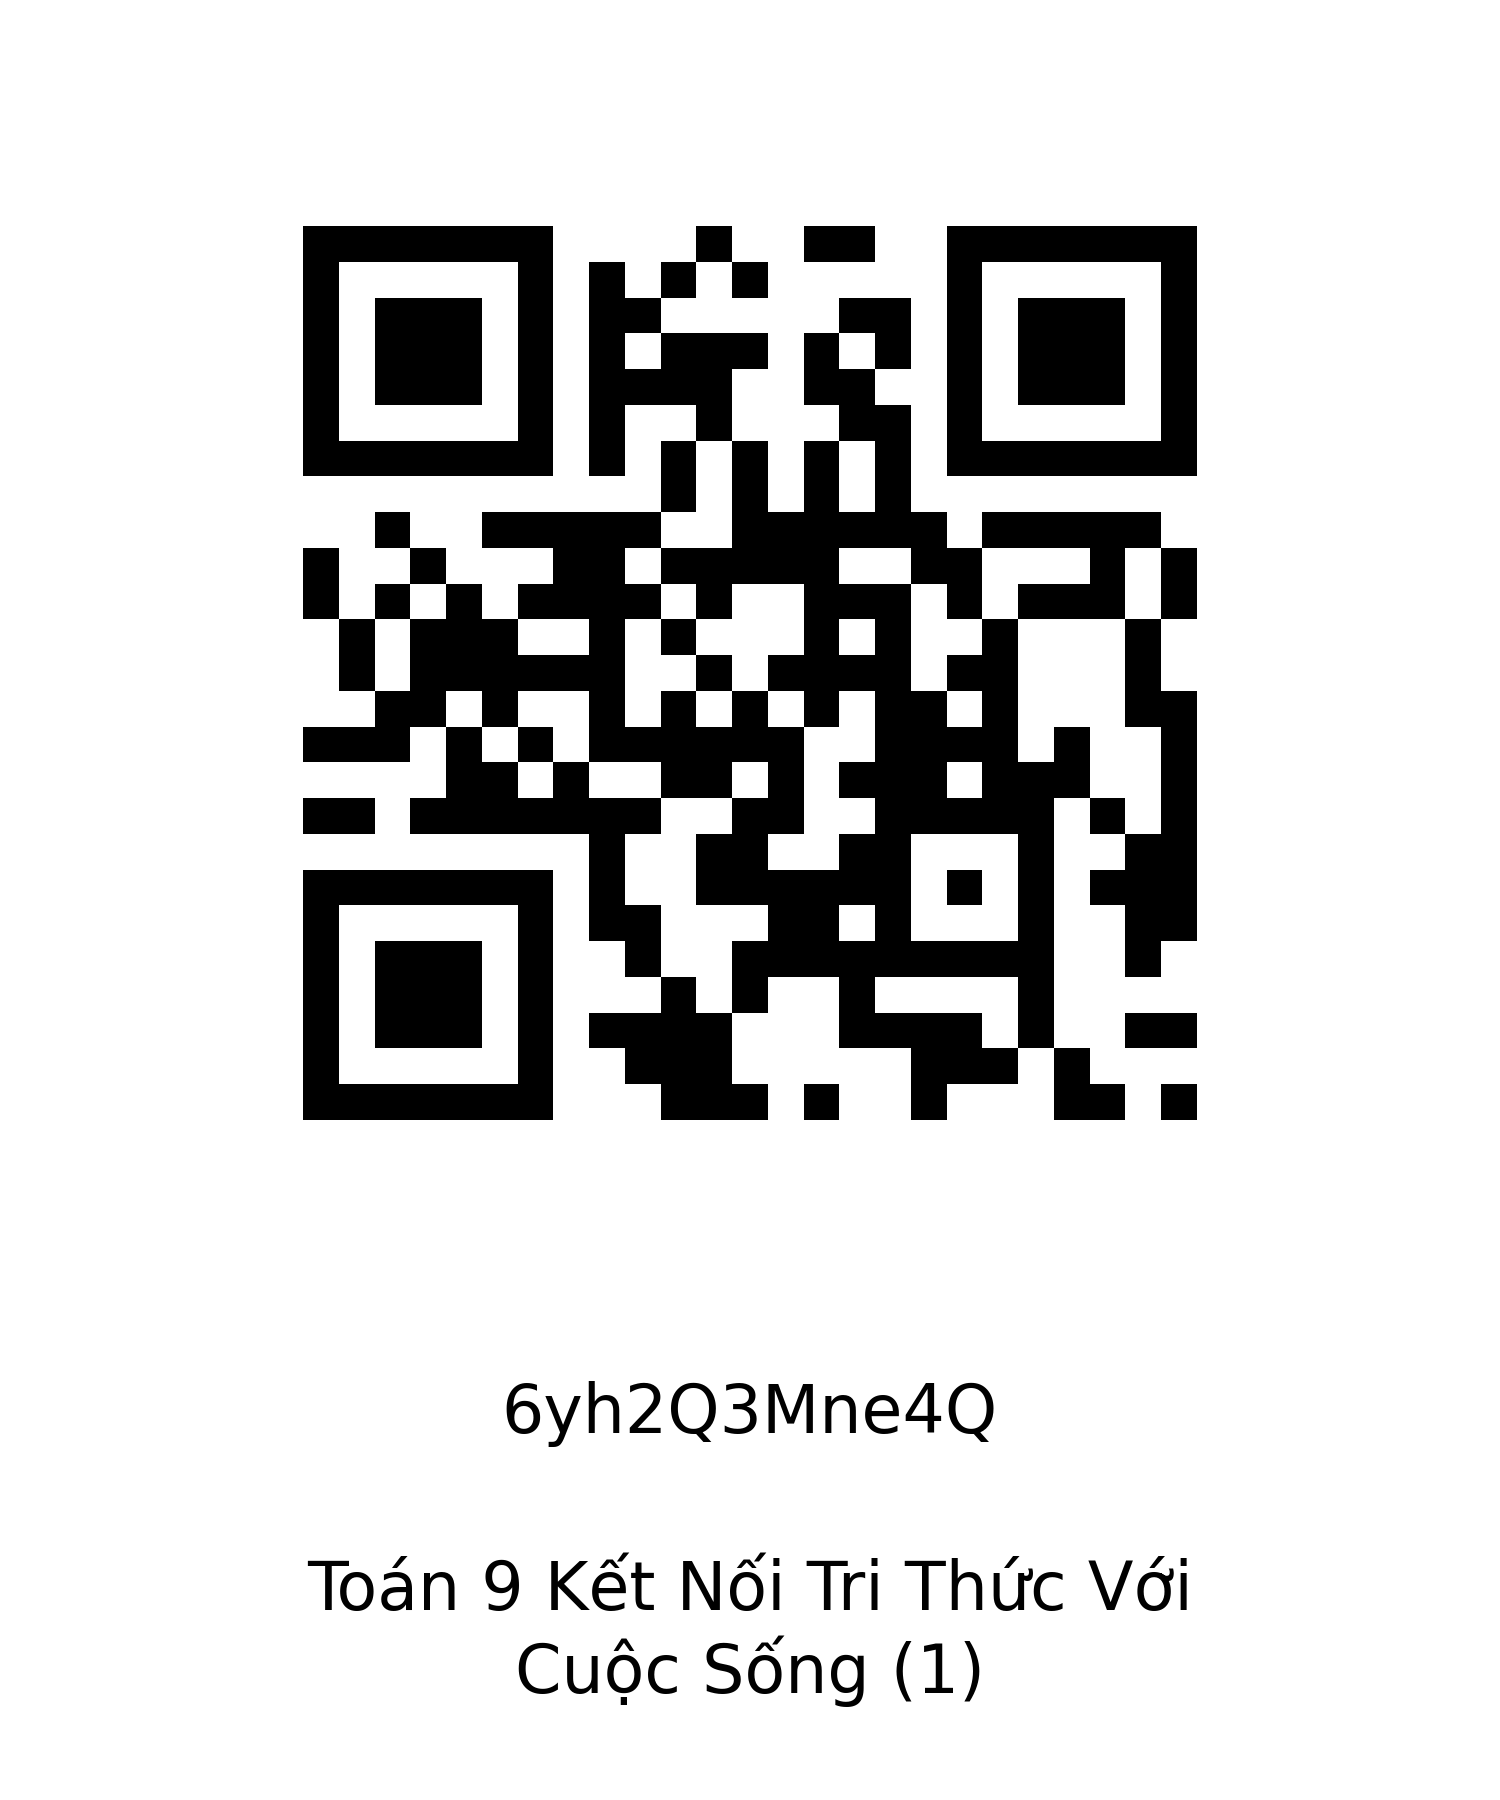 6yh2Q3Mne4Q
Toán 9 Kết Nối Tri Thức Với
Cuộc Sống (1)